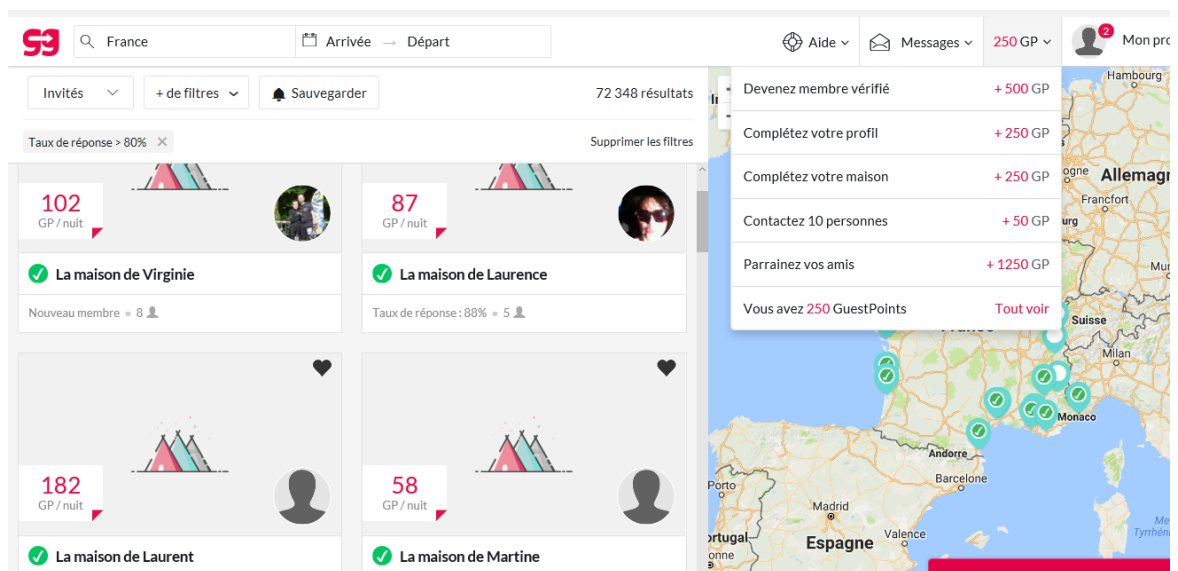 France
Arrivée → Départ
Aide
Messages
250 GP
2
Invités
+ de filtres
Sauvegarder
72 348 résultats
Taux de réponse > 80%
Supprimer les filtres
102
GP / nuit
La maison de Virginie
Nouveau membre • 8
87
GP / nuit
La maison de Laurence
Taux de réponse : 88% • 5
182
GP / nuit
La maison de Laurent
58
GP / nuit
La maison de Martine
Devenez membre vérifié + 500 GP
Complétez votre profil + 250 GP
Complétez votre maison + 250 GP
Contactez 10 personnes + 50 GP
Parrainez vos amis + 1250 GP
Vous avez 250 GuestPoints Tout voir
Hambourg
Francfort
Suisse
Milan
Monaco
Andorre
Barcelone
Madrid
Valence
Espagne
Porto